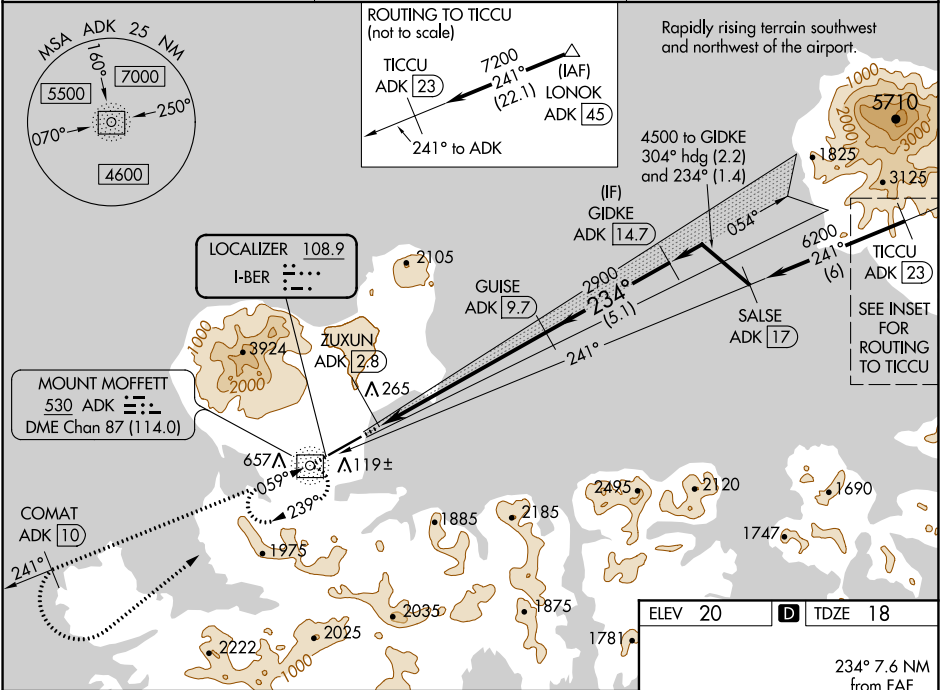 MSA ADK 25 NM
160°
7000
5500
250°
070°
4600
ROUTING TO TICCU
(not to scale)
TICCU
ADK 23
7200
241°
(22.1)
(IAF)
LONOK
ADK 45
241° to ADK
Rapidly rising terrain southwest
and northwest of the airport.
1000
5710
2000
3000
1825
3125
4500 to GIDKE
304° hdg (2.2)
and 234° (1.4)
(IF)
GIDKE
ADK 14.7
054°
6200
241°
(6)
TICCU
ADK 23
SEE INSET
FOR
ROUTING
TO TICCU
LOCALIZER 108.9
I-BER
2105
2900
234°
(5.1)
GUISE
ADK 9.7
SALSE
ADK 17
241°
1000
3924
2000
ZUXUN
ADK 2.8
265
MOUNT MOFFETT
530 ADK
DME Chan 87 (114.0)
657
119±
059°
239°
COMAT
ADK 10
241°
1975
1885
2185
2495
2120
1690
1747
2035
1875
2025
2222
1000
1781
ELEV 20
D
TDZE 18
234° 7.6 NM
from FAF